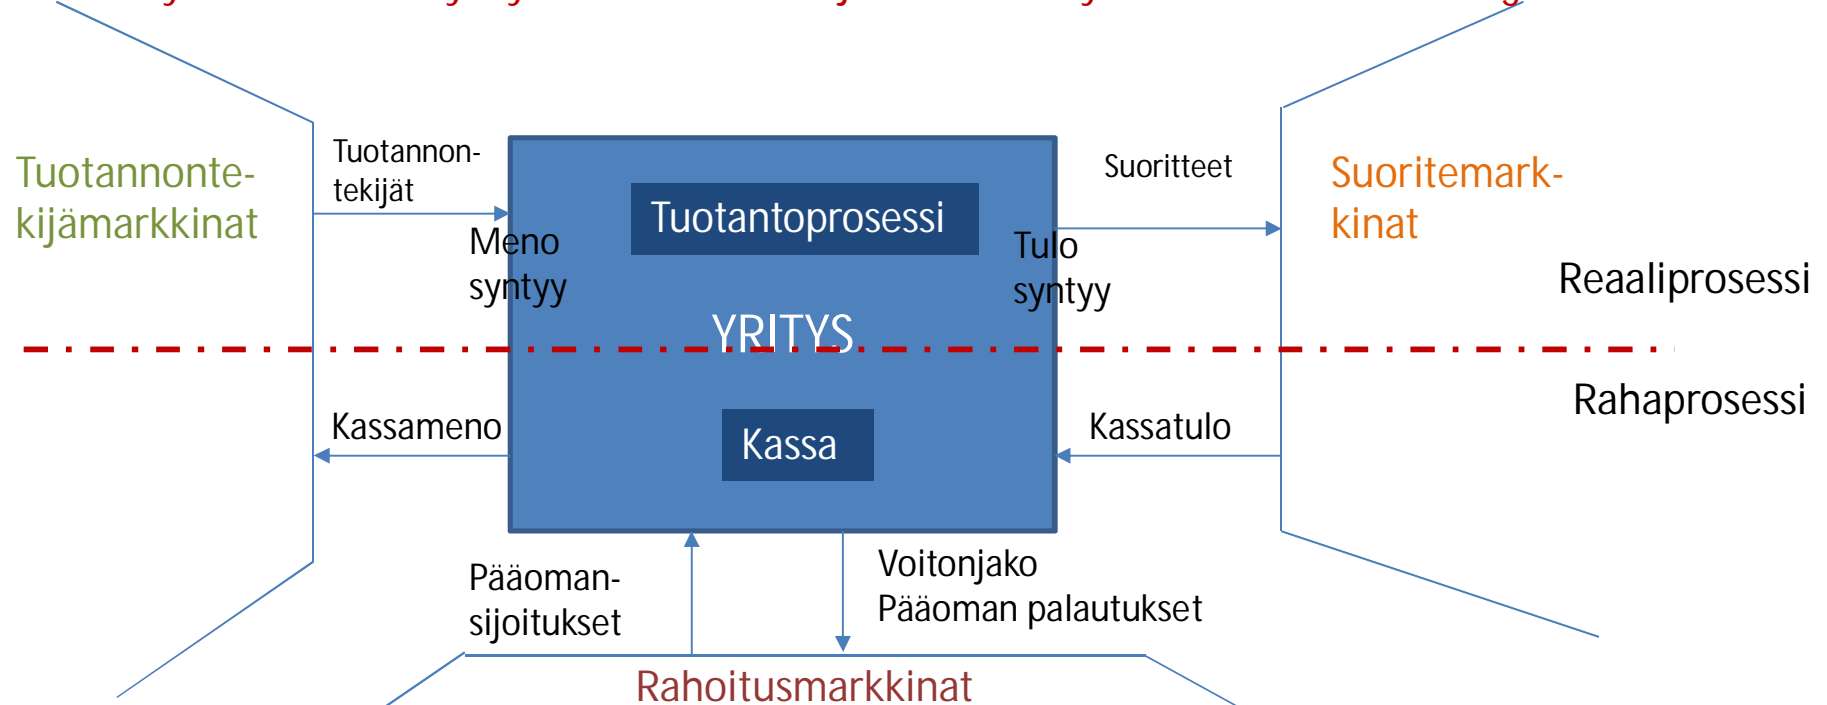 Tuotannonte-
kijämarkkinat
Tuotannon-
tekijät
Meno
syntyy
Tuotantoprosessi
YRITYS
Kassa
Suoritteet
Tulo
syntyy
Suoritemark-
kinat
Reaaliprosessi
Rahaprosessi
Kassameno
Kassatulo
Pääoman-
sijoitukset
Voitonjako
Pääoman palautukset
Rahoitusmarkkinat